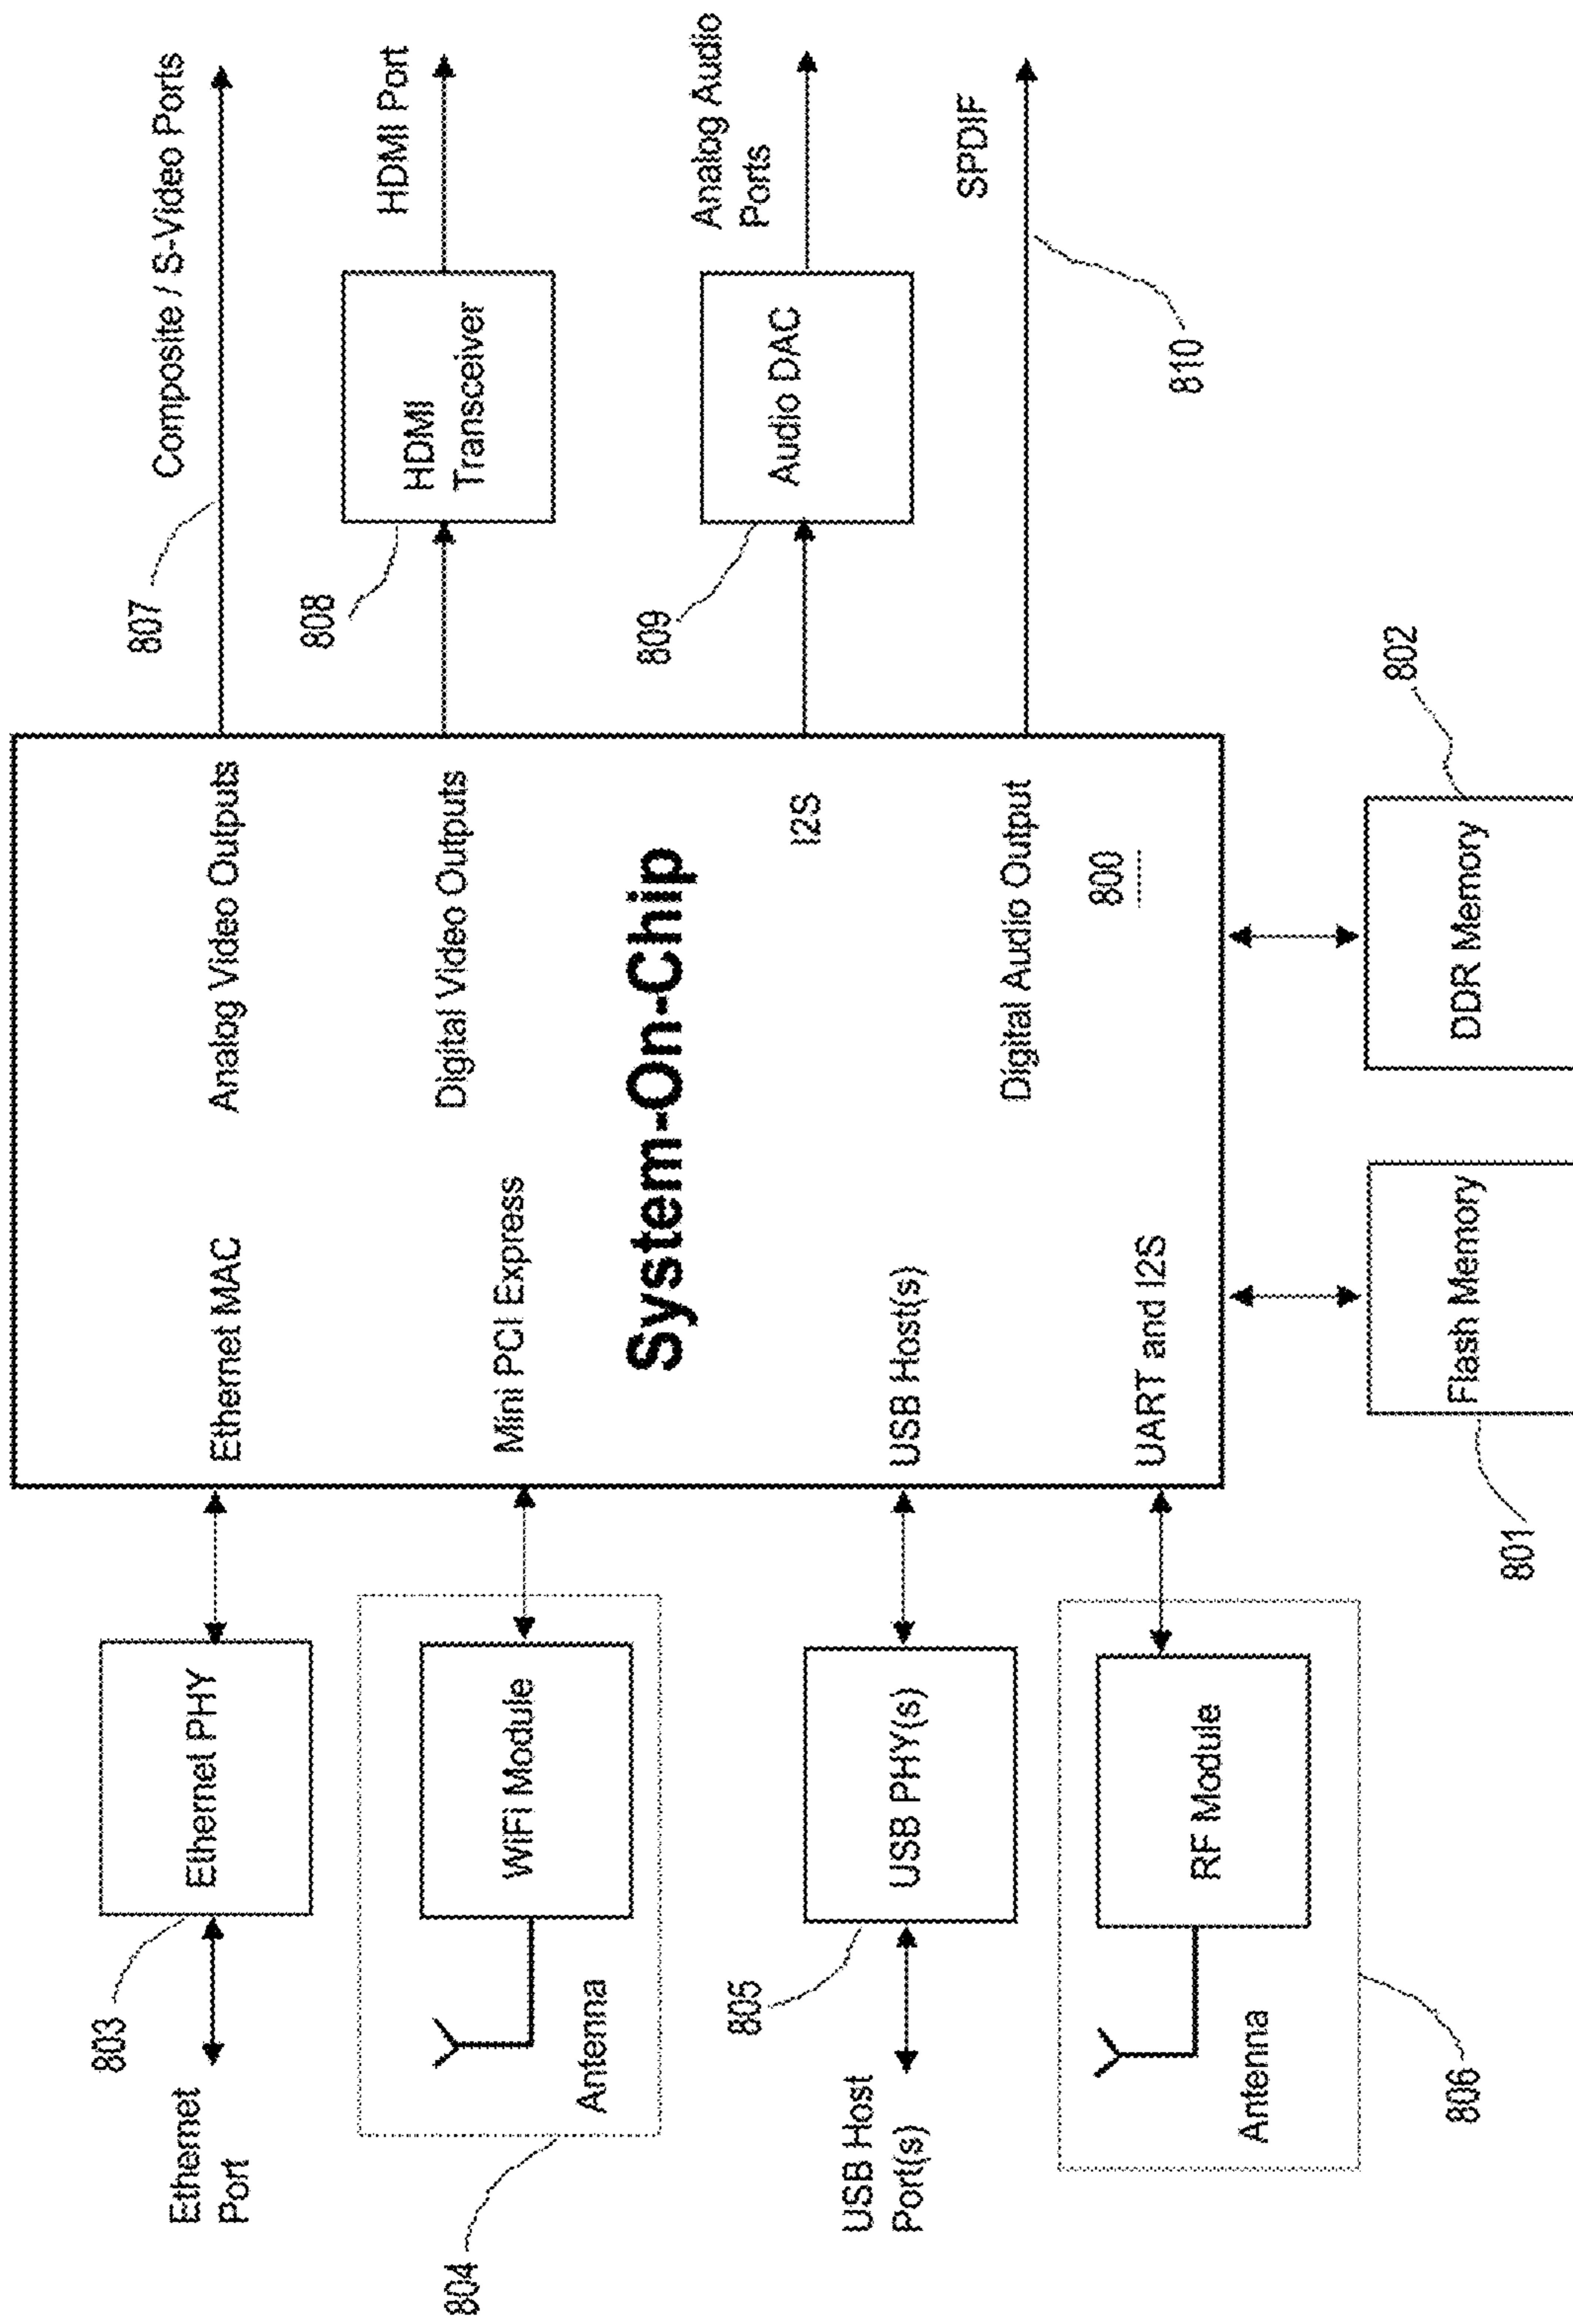 Composite / S-Video Ports
807
HDMI Port
HDMI
Transceiver
808
Analog Audio
Ports
Audio DAC
809
SPDIF
810
Analog Video Outputs
Digital Video Outputs
I2S
Digital Audio Output
System-On-Chip
800
Ethernet MAC
Mini PCI Express
USB Host(s)
UART and I2S
Ethernet PHY
803
Ethernet
Port
WiFi Module
Antenna
804
USB PHY(s)
805
USB Host
Port(s)
RF Module
Antenna
806
Flash Memory
801
DDR Memory
802